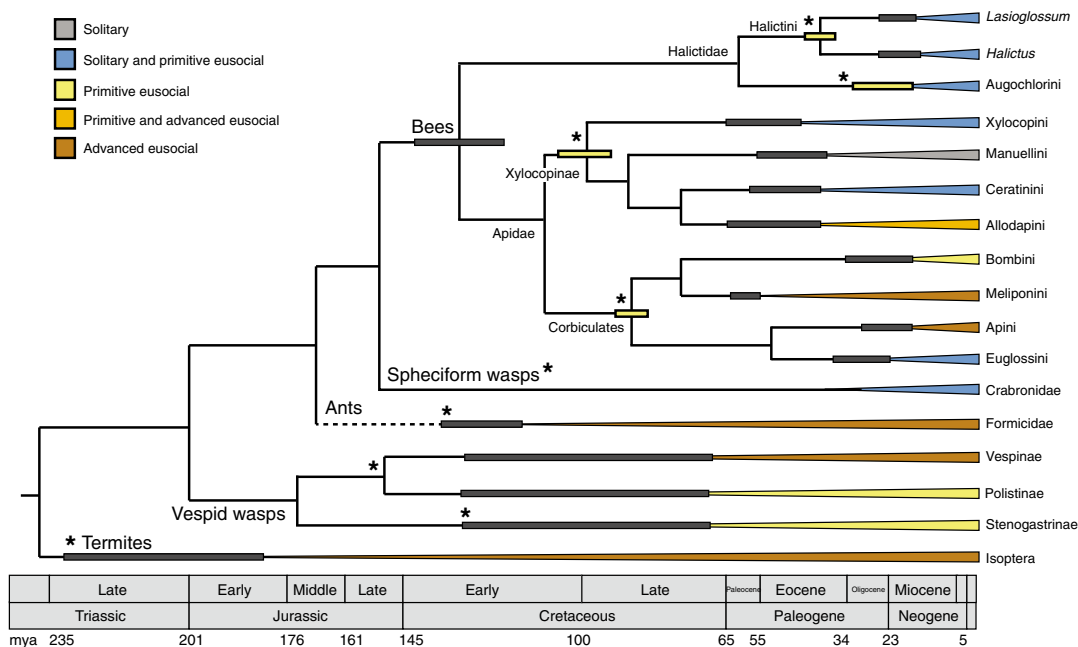 Solitary
Solitary and primitive eusocial
Primitive eusocial
Primitive and advanced eusocial
Advanced eusocial
Halictini *
Lasioglossum
Halictidae
Halictus
*
Augochlorini
Bees
*
Xylocopini
Xylocopinae
Manuellini
Ceratinini
Apidae
Allodapini
Bombini
*
Meliponini
Corbiculates
Apini
Euglossini
Spheciform wasps *
Crabronidae
Ants
*
Formicidae
*
Vespinae
Polistinae
Vespid wasps
*
Stenogastrinae
* Termites
Isoptera
Late Early Middle Late Early Late Paleocene Eocene Oligocene Miocene
Triassic Jurassic Cretaceous Paleogene Neogene
mya 235 201 176 161 145 100 65 55 34 23 5